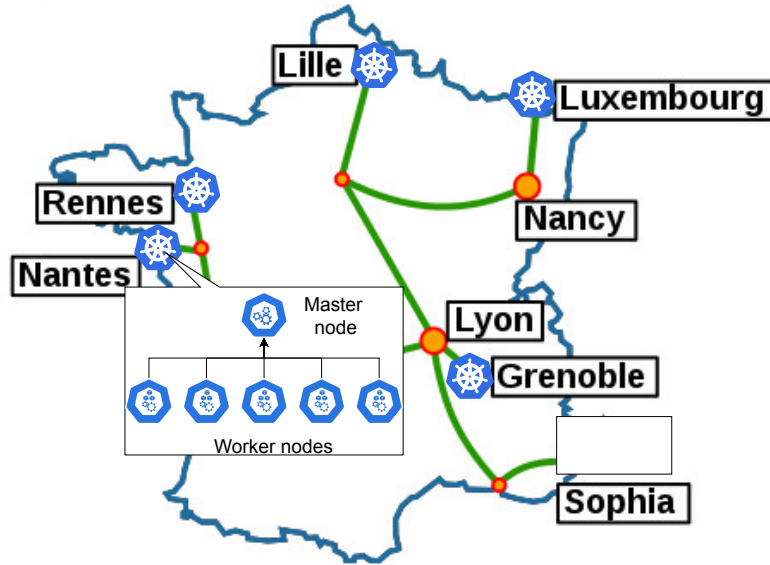 Lille
Luxembourg
Rennes
Nancy
Nantes
Master
node
Lyon
Grenoble
Worker nodes
Sophia